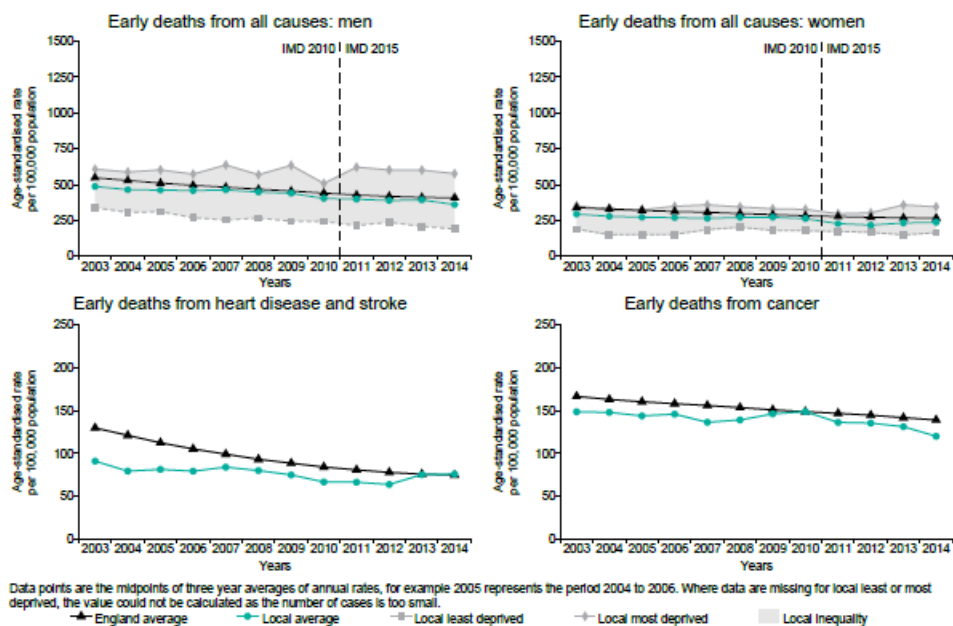 Early deaths from all causes: men
Early deaths from all causes: women
Age-standardised rate
per 100,000 population
1500
1250
1000
750
500
250
0
IMD 2010 IMD 2015
2003 2004 2005 2006 2007 2008 2009 2010 2011 2012 2013 2014
Years
Age-standardised rate
per 100,000 population
1500
1250
1000
750
500
250
0
IMD 2010 IMD 2015
2003 2004 2005 2006 2007 2008 2009 2010 2011 2012 2013 2014
Years
Early deaths from heart disease and stroke
Early deaths from cancer
Age-standardised rate
per 100,000 population
250
200
150
100
50
0
2003 2004 2005 2006 2007 2008 2009 2010 2011 2012 2013 2014
Years
Age-standardised rate
per 100,000 population
250
200
150
100
50
0
2003 2004 2005 2006 2007 2008 2009 2010 2011 2012 2013 2014
Years
Data points are the midpoints of three year averages of annual rates, for example 2005 represents the period 2004 to 2006. Where data are missing for local least or most
deprived, the value could not be calculated as the number of cases is too small.
England average Local average Local least deprived Local most deprived Local inequality